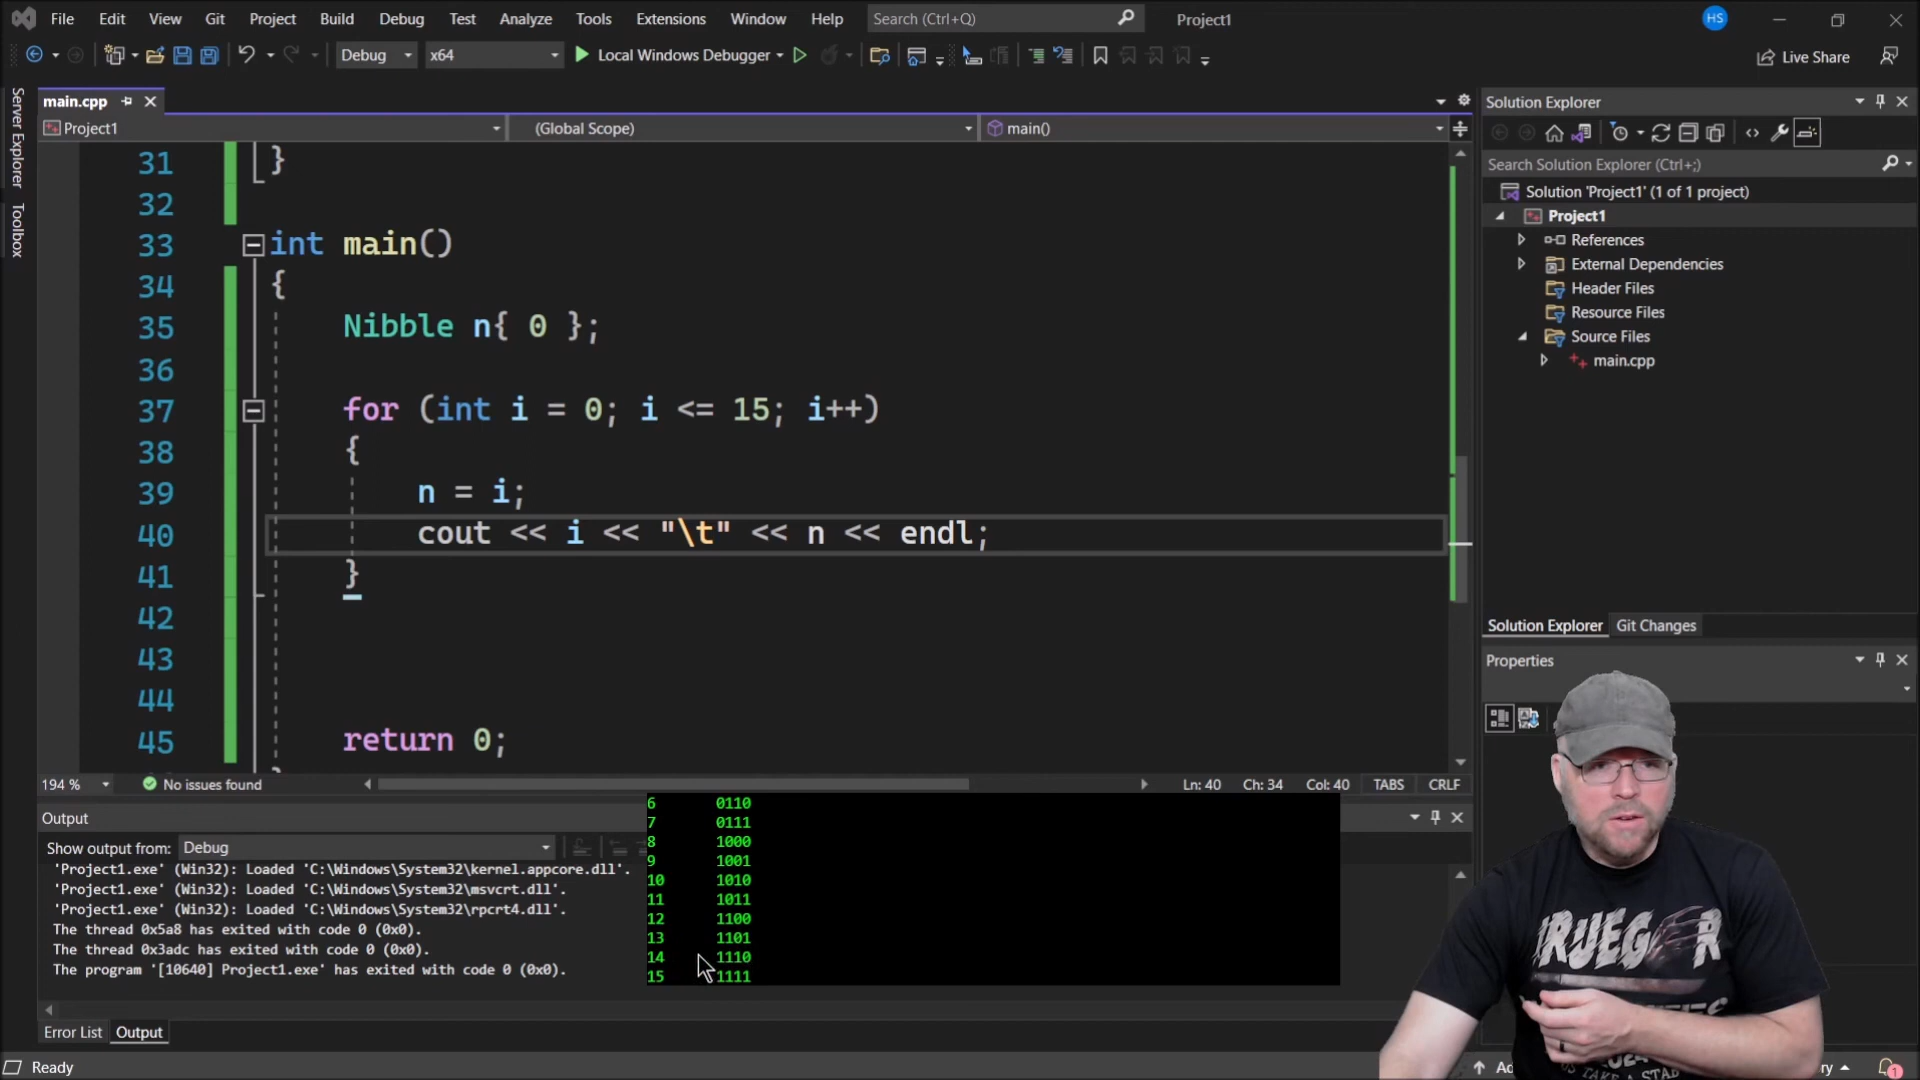 File Edit View Git Project Build Debug Test Analyze Tools Extensions Window Help Search (Ctrl+Q) Project1 HS
Debug x64 Local Windows Debugger Live Share
Server Explorer
Toolbox
main.cpp
Project1 (Global Scope) main()
31 }
32
33 int main()
34 {
35 Nibble n{ 0 };
36
37 for (int i = 0; i <= 15; i++)
38 {
39 n = i;
40 cout << i << "\t" << n << endl;
41 }
42
43
44
45 return 0;
194 % No issues found Ln: 40 Ch: 34 Col: 40 TABS CRLF
Solution Explorer
Search Solution Explorer (Ctrl+;)
Solution 'Project1' (1 of 1 project)
Project1
References
External Dependencies
Header Files
Resource Files
Source Files
main.cpp
Solution Explorer Git Changes
Properties
Output
Show output from: Debug
'Project1.exe' (Win32): Loaded 'C:\Windows\System32\kernel.appcore.dll'.
'Project1.exe' (Win32): Loaded 'C:\Windows\System32\msvcrt.dll'.
'Project1.exe' (Win32): Loaded 'C:\Windows\System32\rpcrt4.dll'.
The thread 0x5a8 has exited with code 0 (0x0).
The thread 0x3adc has exited with code 0 (0x0).
The program '[10640] Project1.exe' has exited with code 0 (0x0).
6 0110
7 0111
8 1000
9 1001
10 1010
11 1011
12 1100
13 1101
14 1110
15 1111
Error List Output
Ready
1